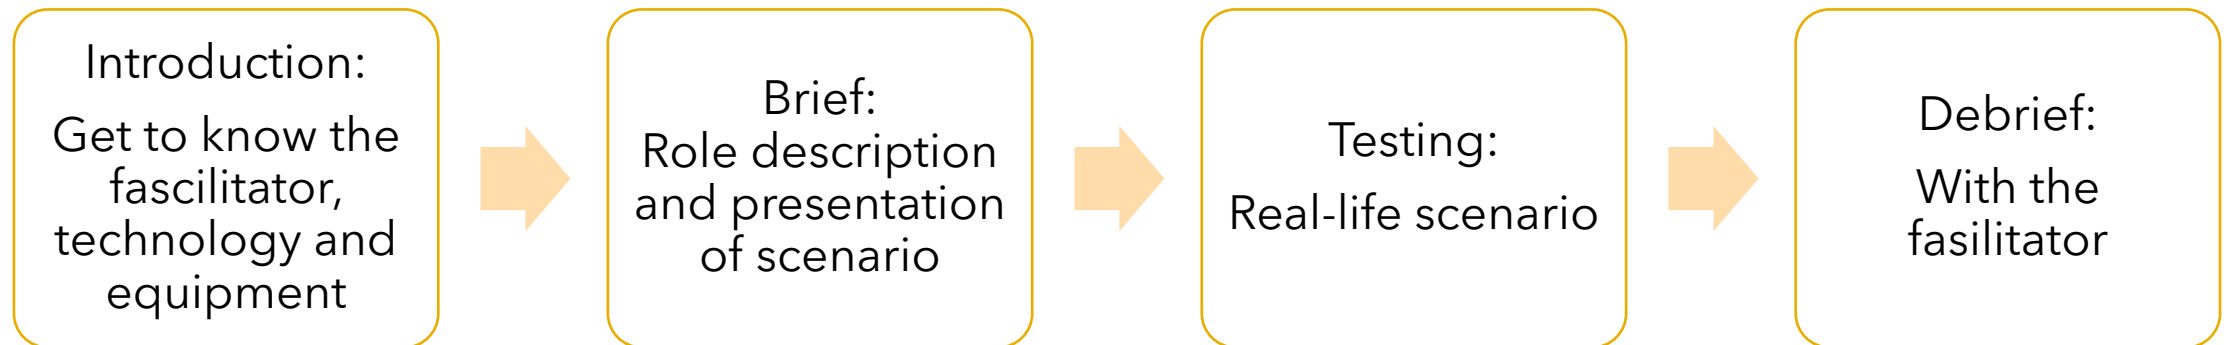 Introduction:
Get to know the
fascilitator,
technology and
equipment
Brief:
Role description
and presentation
of scenario
Testing:
Real-life scenario
Debrief:
With the
fasilitator